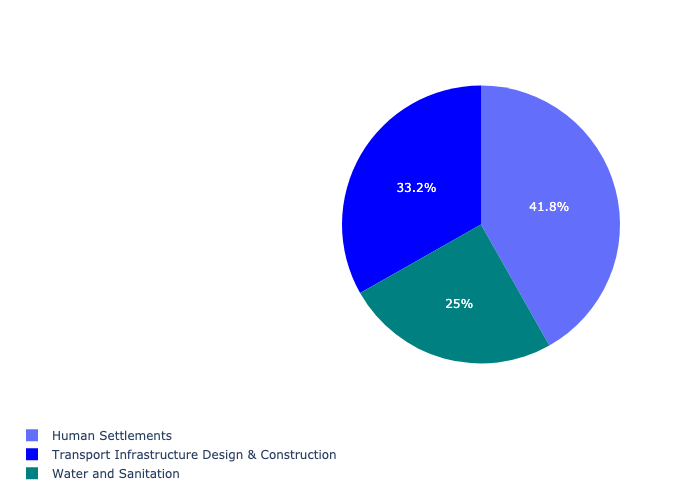 33.2%
41.8%
25%
Human Settlements
Transport Infrastructure Design & Construction
Water and Sanitation